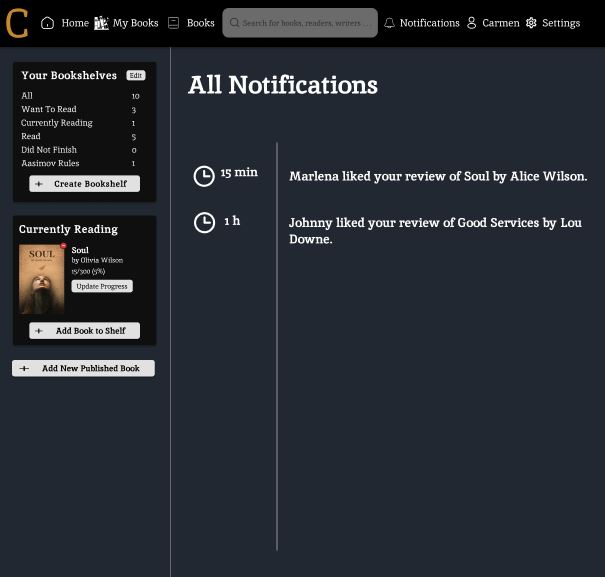 C Home My Books Books Search for books, readers, writers . . . Notifications Carmen Settings
Your Bookshelves Edit
All 10
Want To Read 3
Currently Reading 1
Read 5
Did Not Finish 0
Aasimov Rules 1
+ Create Bookshelf
Currently Reading
SOUL
Soul
by Olivia Wilson
15/300 (5%)
Update Progress
+ Add Book to Shelf
+ Add New Published Book
All Notifications
15 min Marlena liked your review of Soul by Alice Wilson.
1 h Johnny liked your review of Good Services by Lou
Downe.